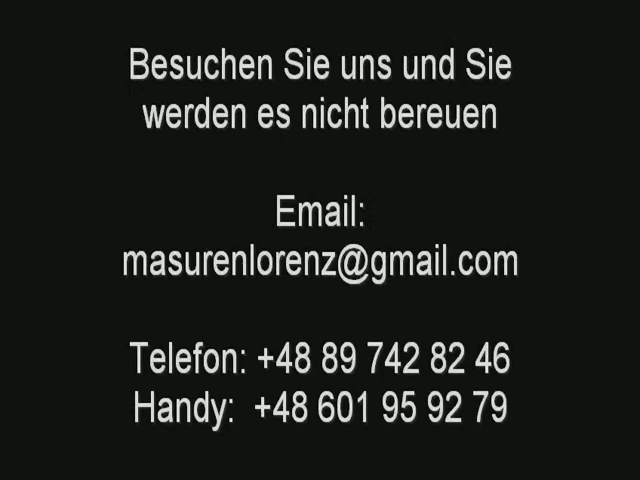 Besuchen Sie uns und Sie
werden es nicht bereuen
Email:
masurenlorenz@gmail.com
Telefon: +48 89 742 82 46
Handy: +48 601 95 92 79